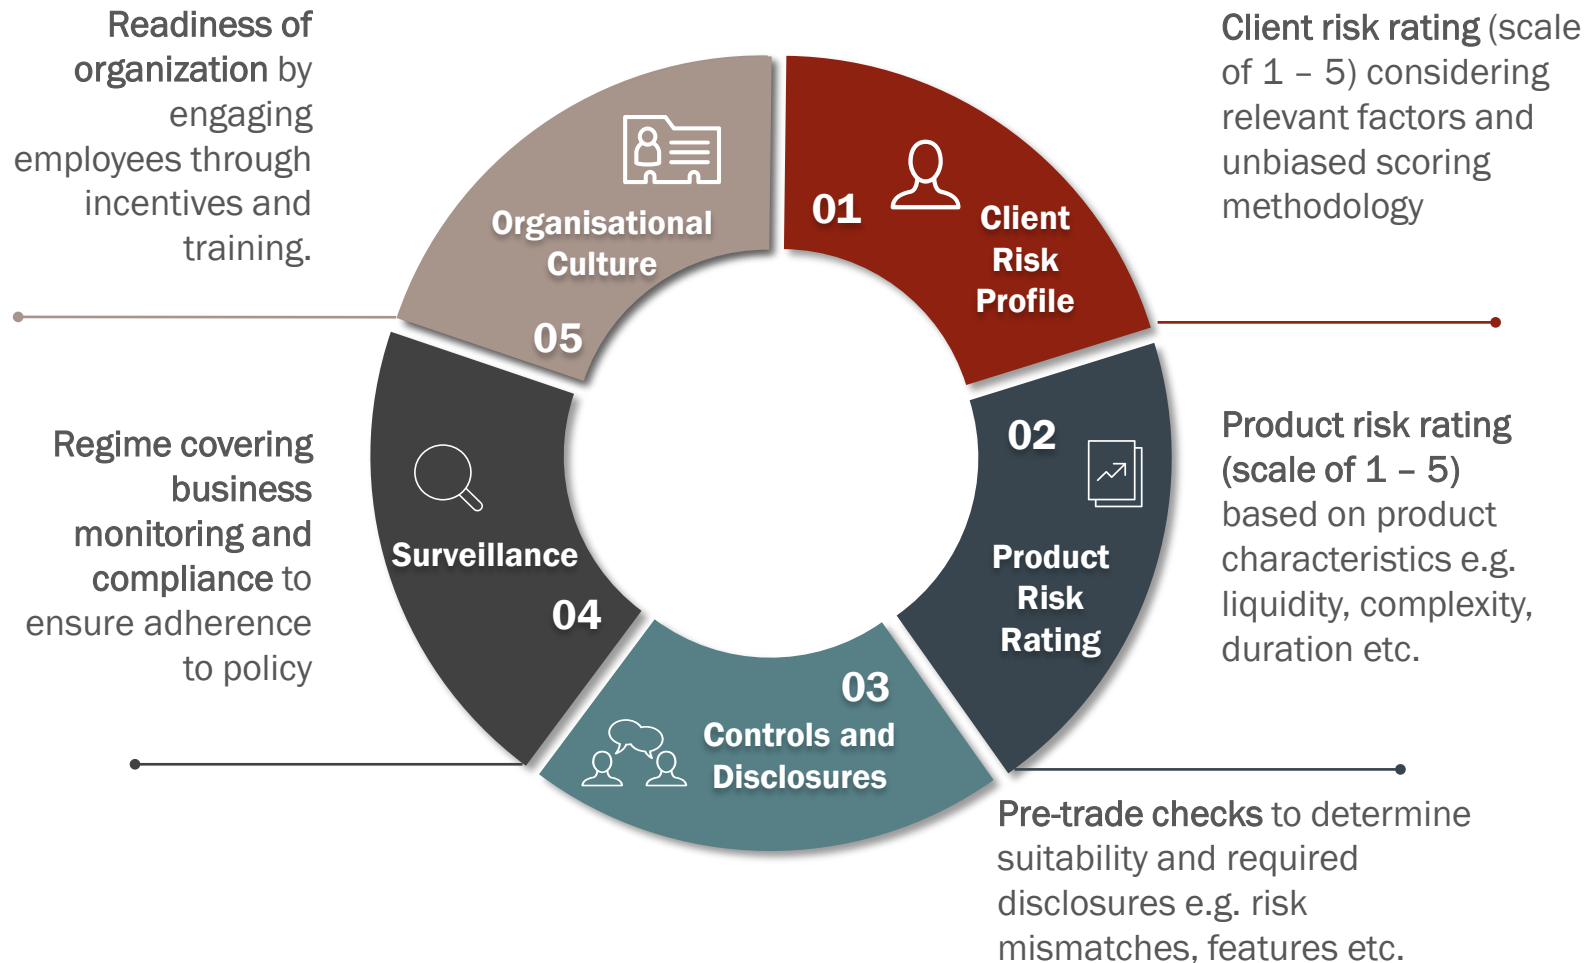 Readiness of
organization by
engaging
employees through
incentives and
training.
Client risk rating (scale
of 1 – 5) considering
relevant factors and
unbiased scoring
methodology
01
Client
Risk
Profile
Organisational
Culture
05
02
Product
Risk
Rating
Product risk rating
(scale of 1 – 5)
based on product
characteristics e.g.
liquidity, complexity,
duration etc.
Regime covering
business
monitoring and
compliance to
ensure adherence
to policy
Surveillance
04
03
Controls and
Disclosures
Pre-trade checks to determine
suitability and required
disclosures e.g. risk
mismatches, features etc.